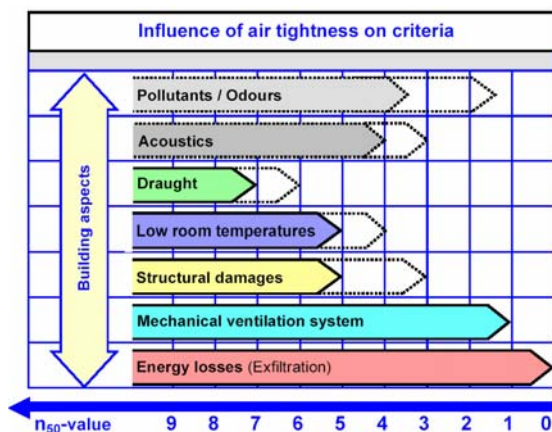 Influence of air tightness on criteria
Building aspects
Pollutants / Odours
Acoustics
Draught
Low room temperatures
Structural damages
Mechanical ventilation system
Energy losses (Exfiltration)
n₅₀-value 9 8 7 6 5 4 3 2 1 0